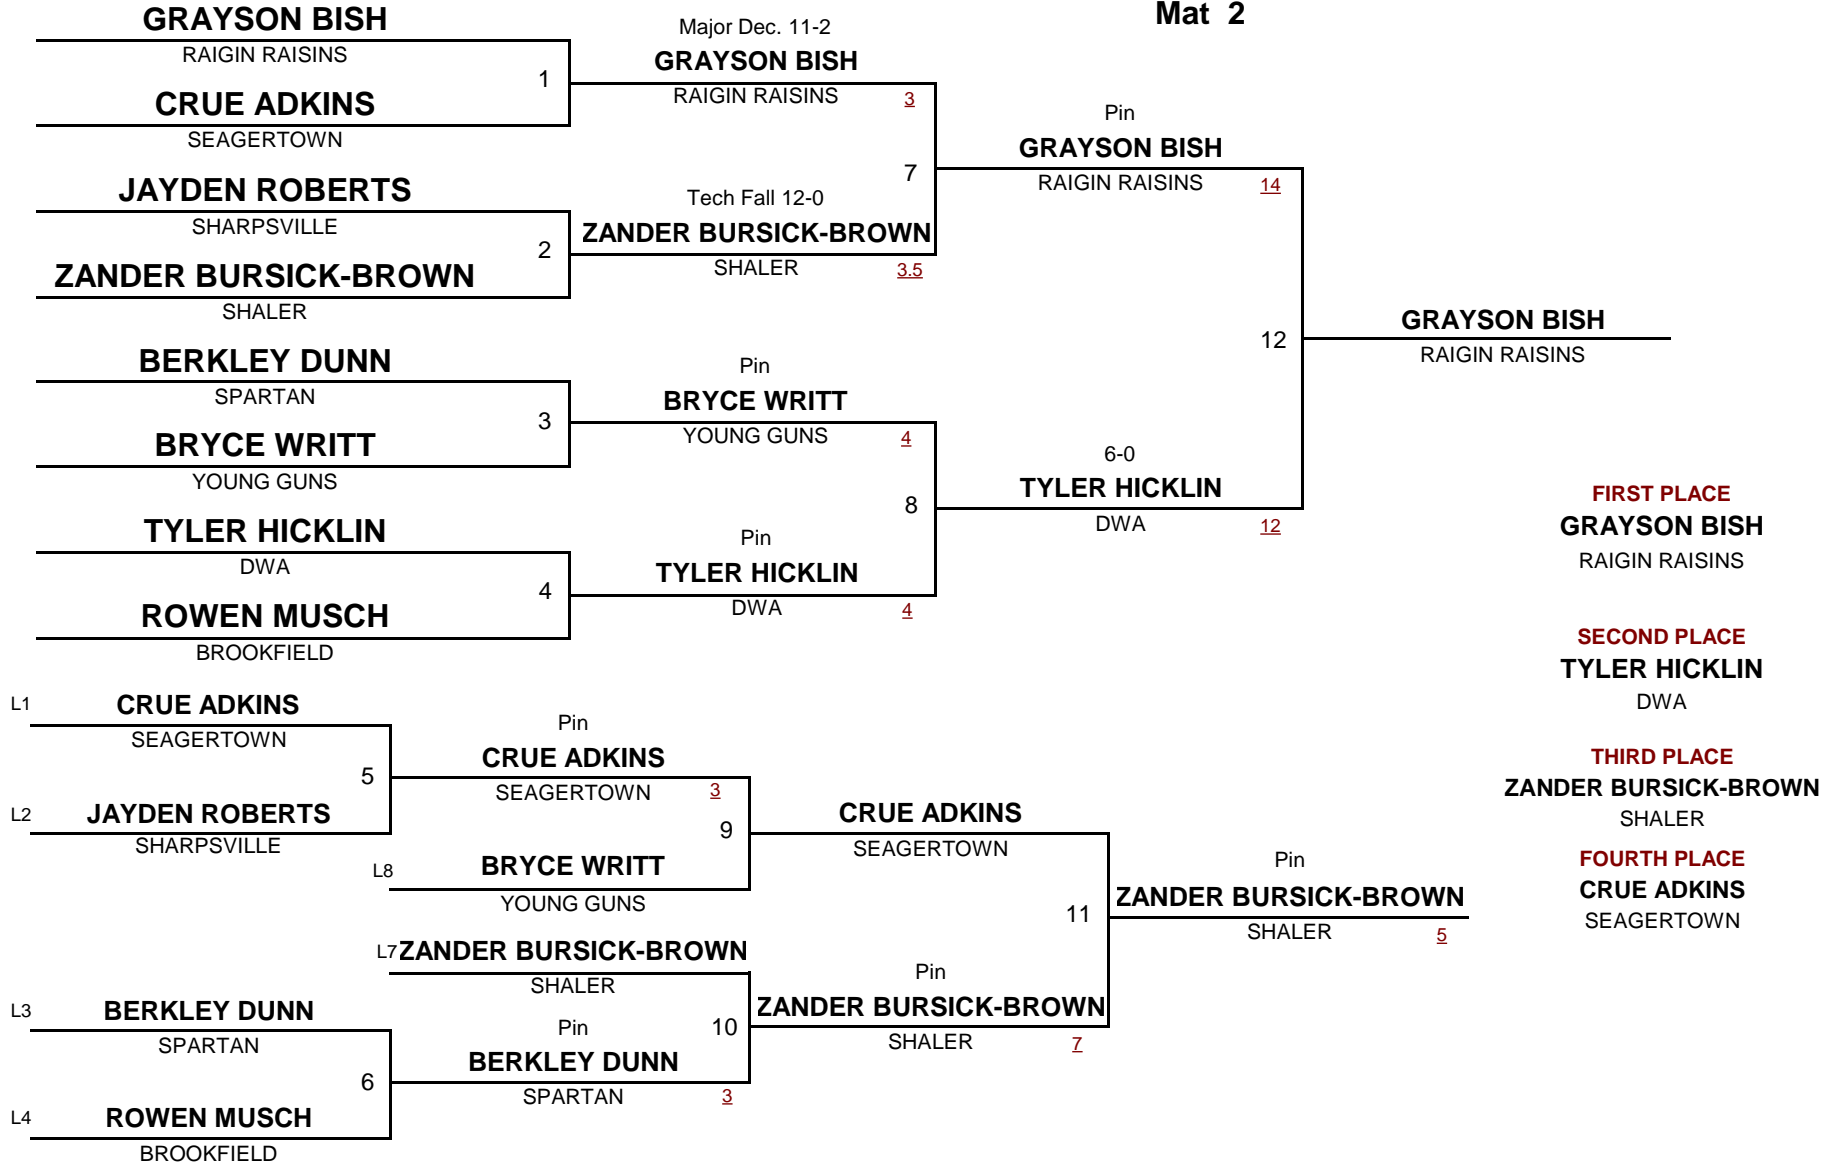 Mat 2
GRAYSON BISH
RAIGIN RAISINS
1
CRUE ADKINS
SEAGERTOWN
JAYDEN ROBERTS
SHARPSVILLE
2
ZANDER BURSICK-BROWN
SHALER
BERKLEY DUNN
SPARTAN
3
BRYCE WRITT
YOUNG GUNS
TYLER HICKLIN
DWA
4
ROWEN MUSCH
BROOKFIELD
Major Dec. 11-2
GRAYSON BISH
RAIGIN RAISINS 3
7
Tech Fall 12-0
ZANDER BURSICK-BROWN
SHALER 3.5
Pin
BRYCE WRITT
YOUNG GUNS 4
8
Pin
TYLER HICKLIN
DWA 4
Pin
GRAYSON BISH
RAIGIN RAISINS 14
12
6-0
TYLER HICKLIN
DWA 12
GRAYSON BISH
RAIGIN RAISINS
FIRST PLACE
GRAYSON BISH
RAIGIN RAISINS
SECOND PLACE
TYLER HICKLIN
DWA
THIRD PLACE
ZANDER BURSICK-BROWN
SHALER
FOURTH PLACE
CRUE ADKINS
SEAGERTOWN
L1 CRUE ADKINS
SEAGERTOWN
5
L2 JAYDEN ROBERTS
SHARPSVILLE
L3 BERKLEY DUNN
SPARTAN
6
L4 ROWEN MUSCH
BROOKFIELD
Pin
CRUE ADKINS
SEAGERTOWN 3
9
L8 BRYCE WRITT
YOUNG GUNS
L7 ZANDER BURSICK-BROWN
SHALER
10
Pin
BERKLEY DUNN
SPARTAN 3
CRUE ADKINS
SEAGERTOWN
11
Pin
ZANDER BURSICK-BROWN
SHALER 7
Pin
ZANDER BURSICK-BROWN
SHALER 5